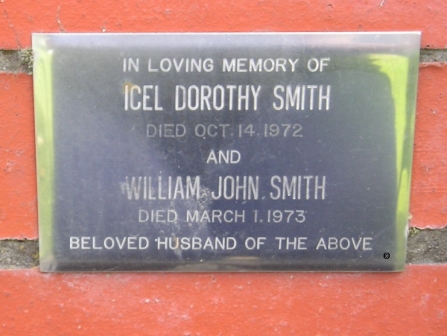 IN LOVING MEMORY OF
ICEL DOROTHY SMITH
DIED OCT. 14. 1972
AND
WILLIAM JOHN SMITH
DIED MARCH 1. 1973
BELOVED HUSBAND OF THE ABOVE